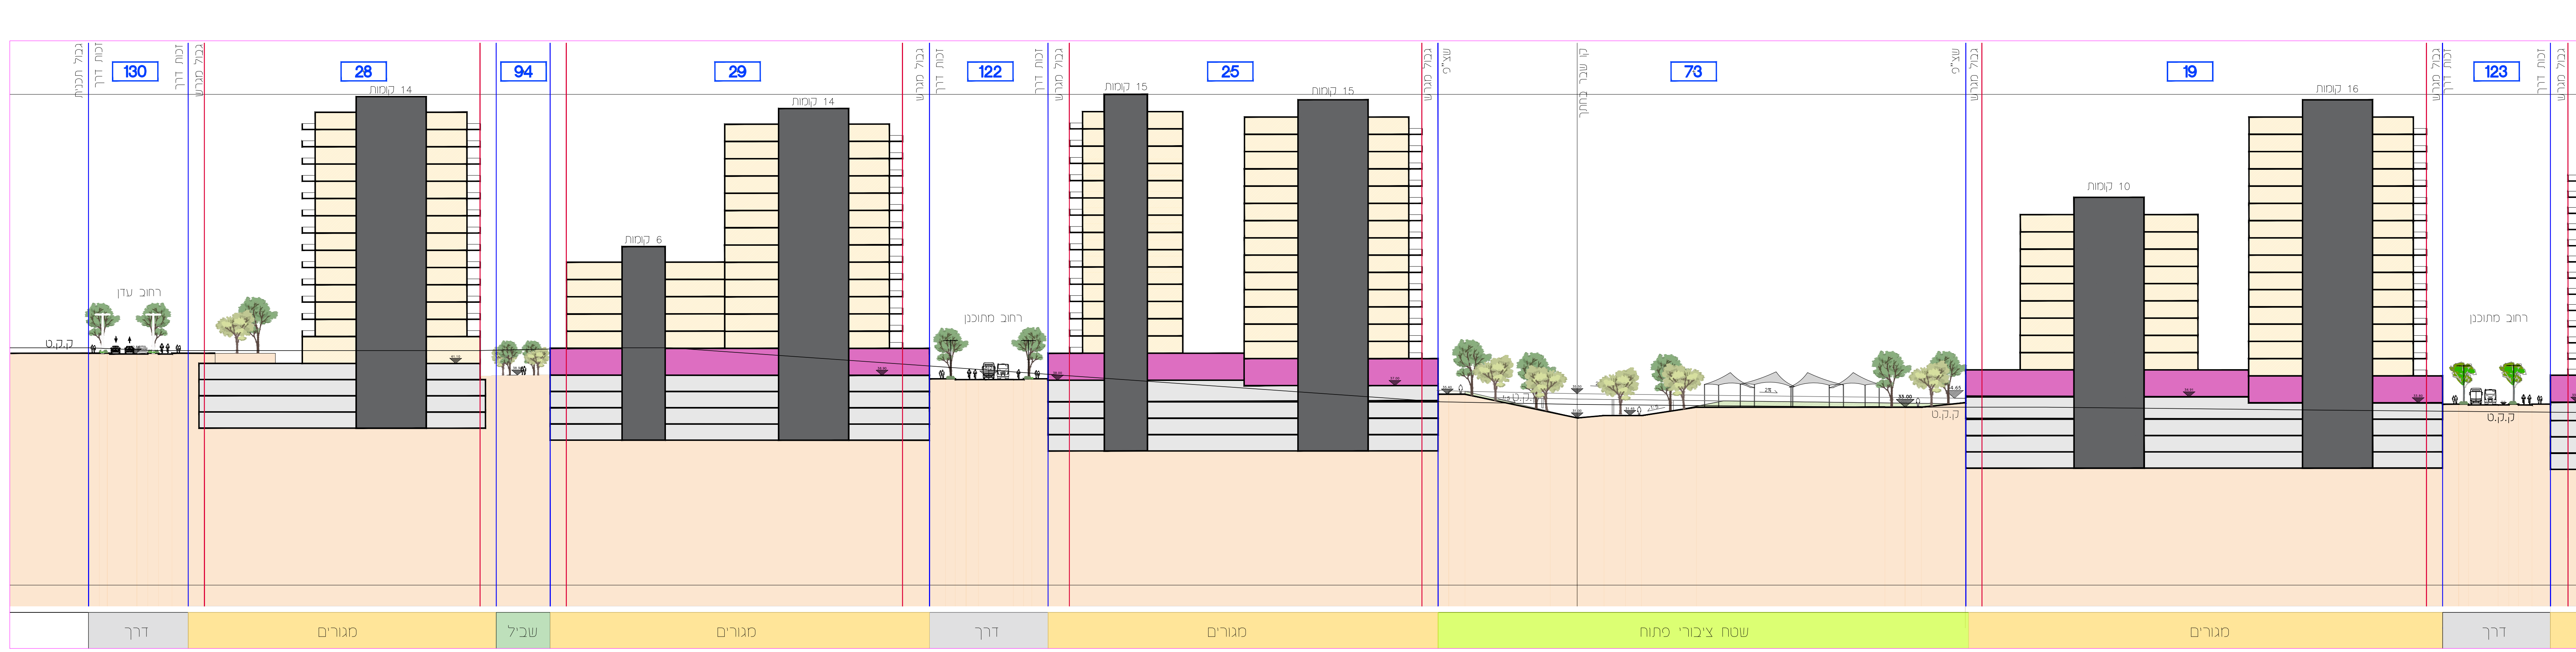 גבול תכנית
זכות דרך
130
זכות דרך
גבול מגרש
28
94
29
גבול מגרש
זכות דרך
122
זכות דרך
גבול מגרש
25
גבול מגרש
שצ"פ
קו שבר בחתך
73
שצ"פ
גבול מגרש
19
גבול מגרש
זכות דרך
123
זכות דרך
גבול מגרש
14 קומות
6 קומות
14 קומות
15 קומות
15 קומות
10 קומות
16 קומות
רחוב עדן
רחוב מתוכנן
רחוב מתוכנן
ק.ק.ט
ק.ק.ט
ק.ק.ט
ק.ק.ט
דרך
מגורים
שביל
מגורים
דרך
מגורים
שטח ציבורי פתוח
מגורים
דרך